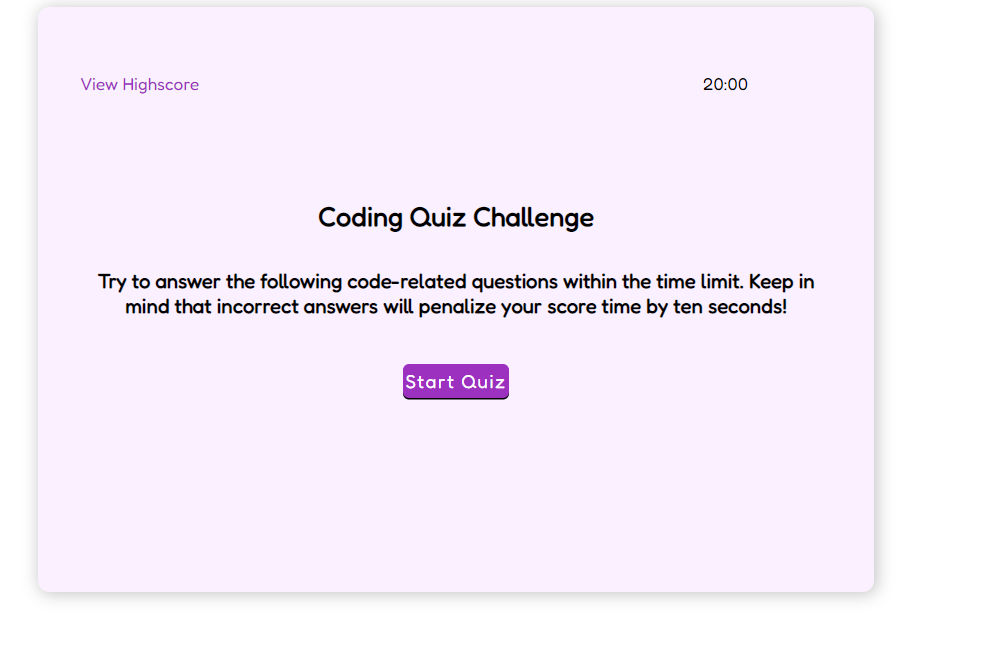 View Highscore
20:00
Coding Quiz Challenge
Try to answer the following code-related questions within the time limit. Keep in
mind that incorrect answers will penalize your score time by ten seconds!
Start Quiz